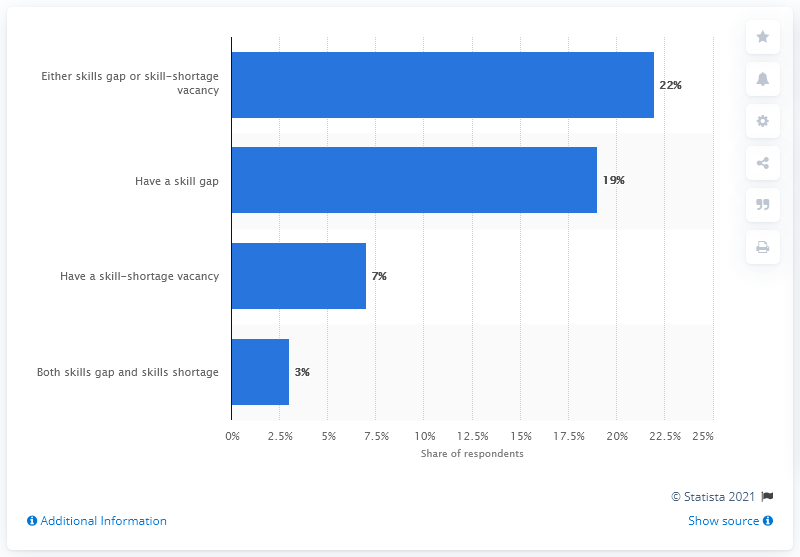 Either skills gap or skill-shortage
vacancy
22%
Have a skill gap
19%
Have a skill-shortage vacancy
7%
Both skills gap and skills shortage
3%
0% 2.5% 5% 7.5% 10% 12.5% 15% 17.5% 20% 22.5% 25%
Share of respondents
© Statista 2021
Additional Information
Show source